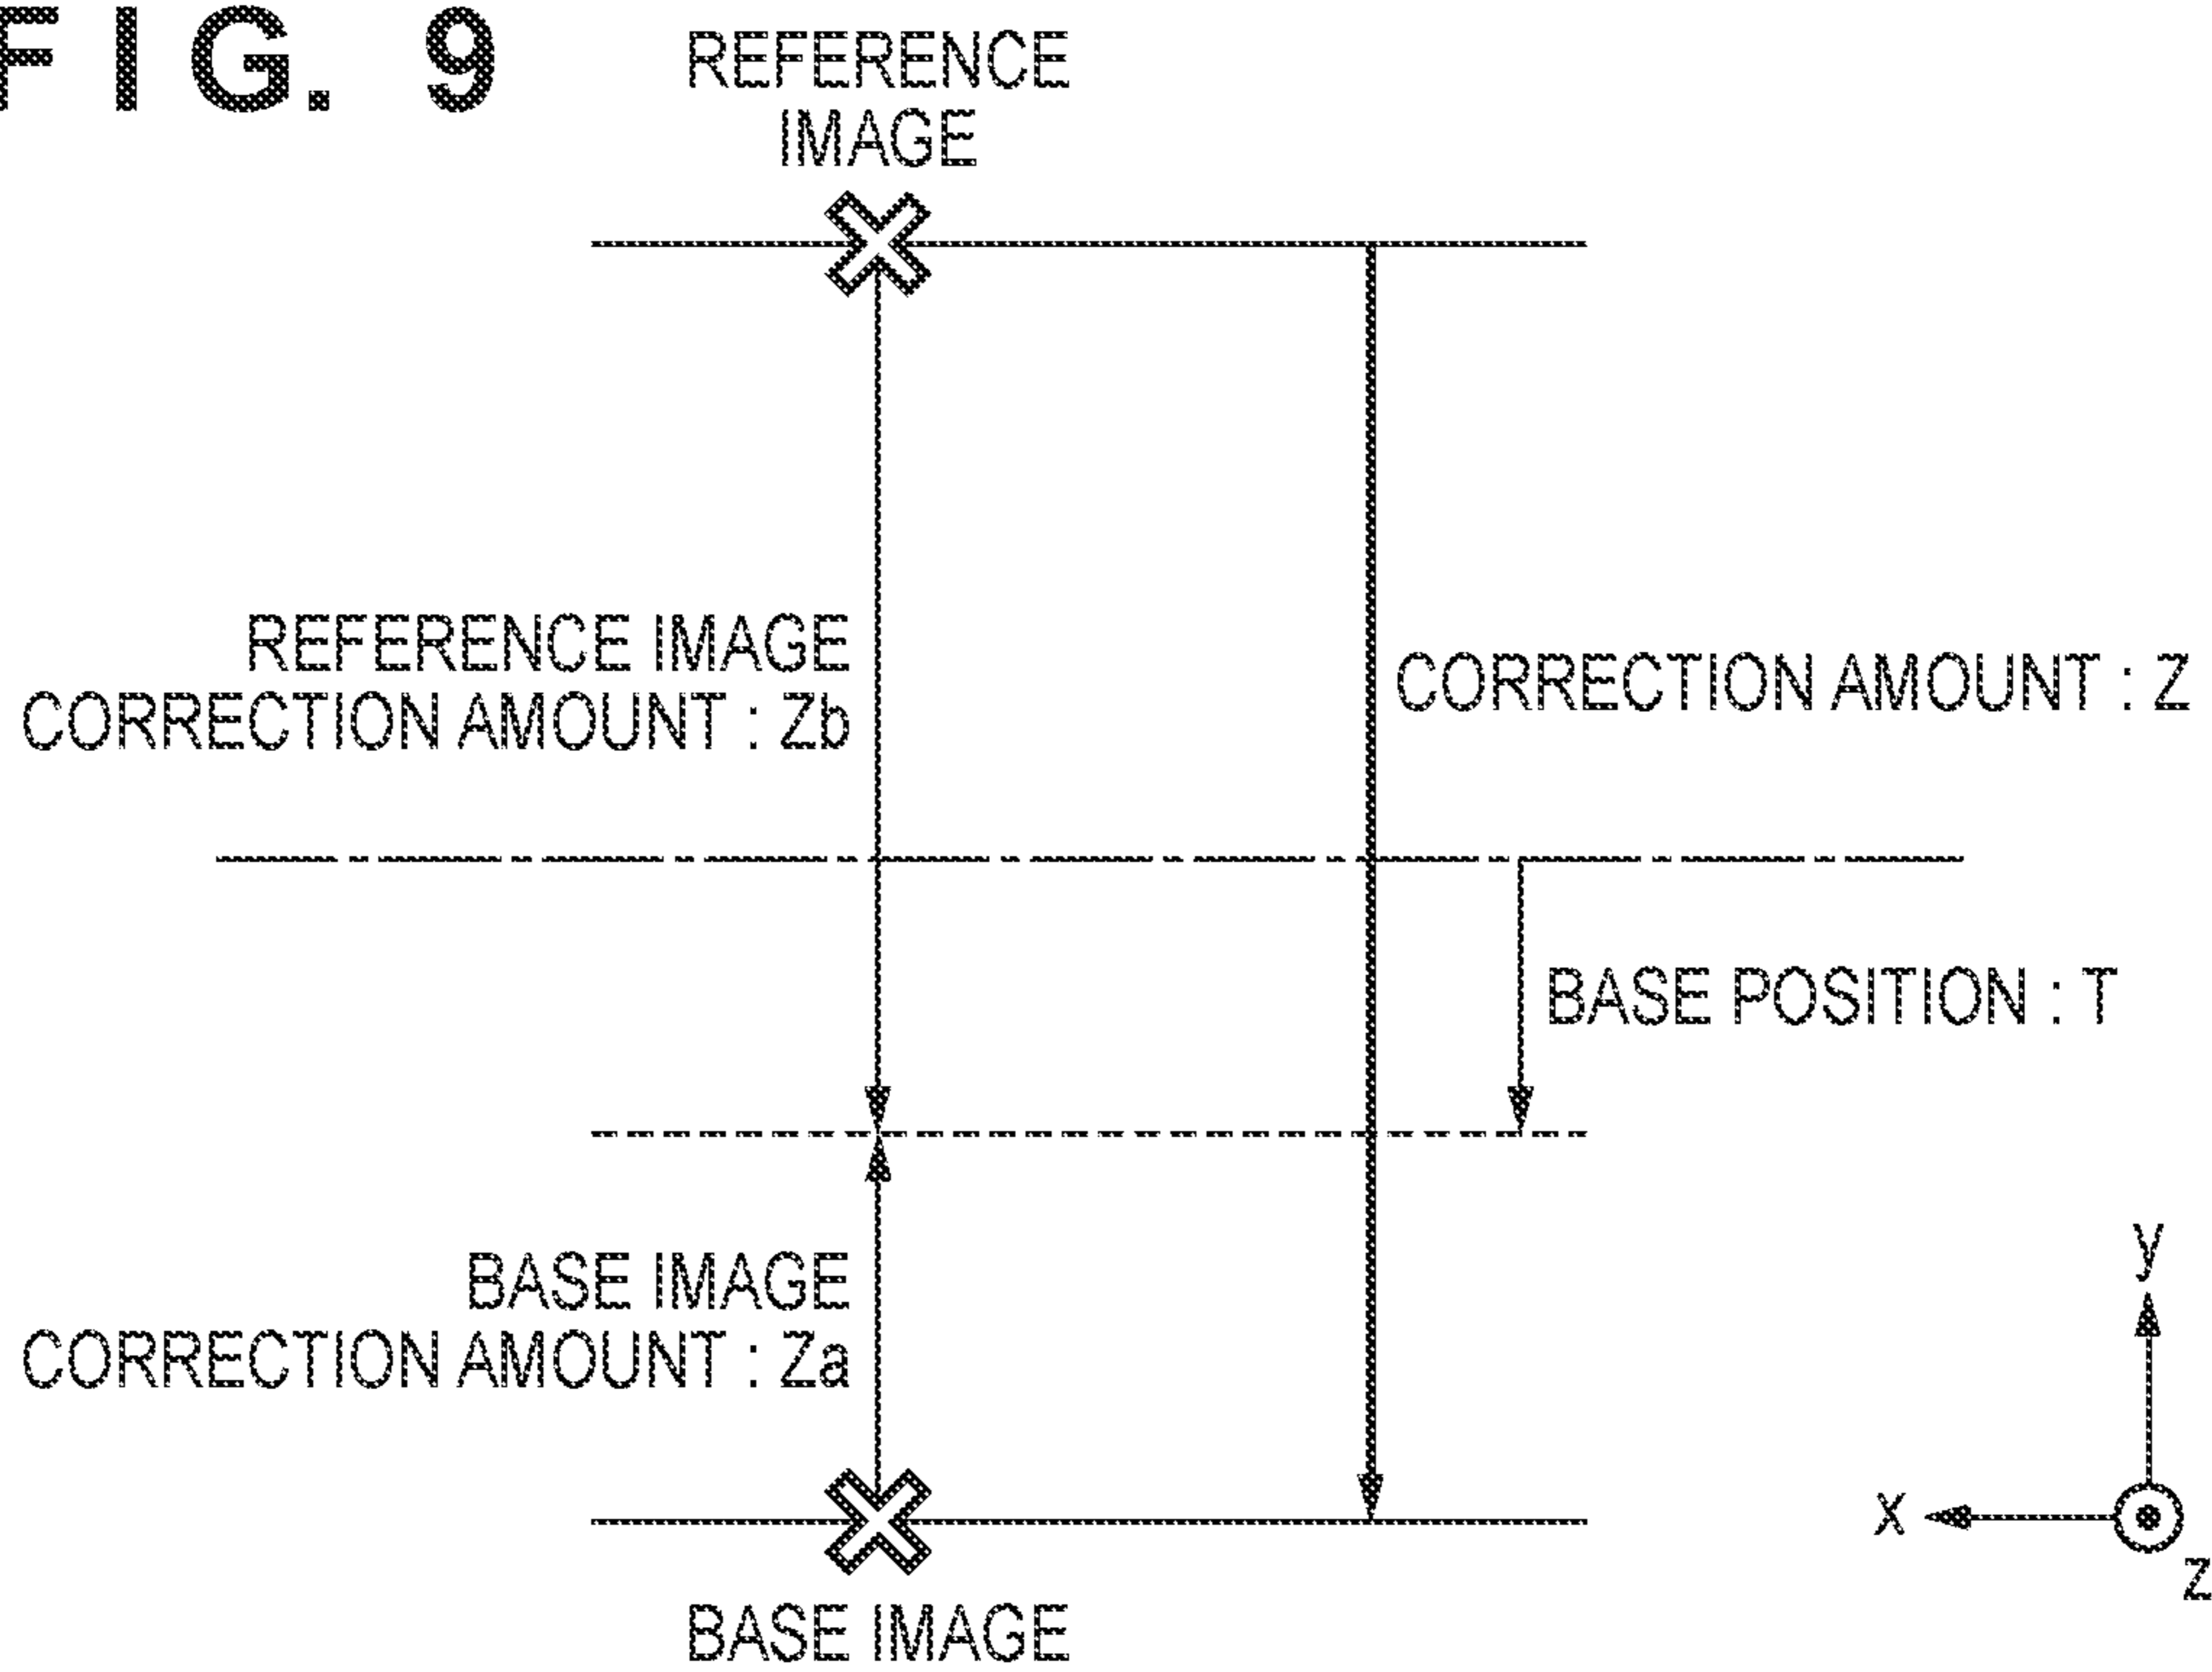 FIG. 9
REFERENCE
IMAGE
REFERENCE IMAGE
CORRECTION AMOUNT : Zb
CORRECTION AMOUNT : Z
BASE POSITION : T
BASE IMAGE
CORRECTION AMOUNT : Za
y
x
z
BASE IMAGE